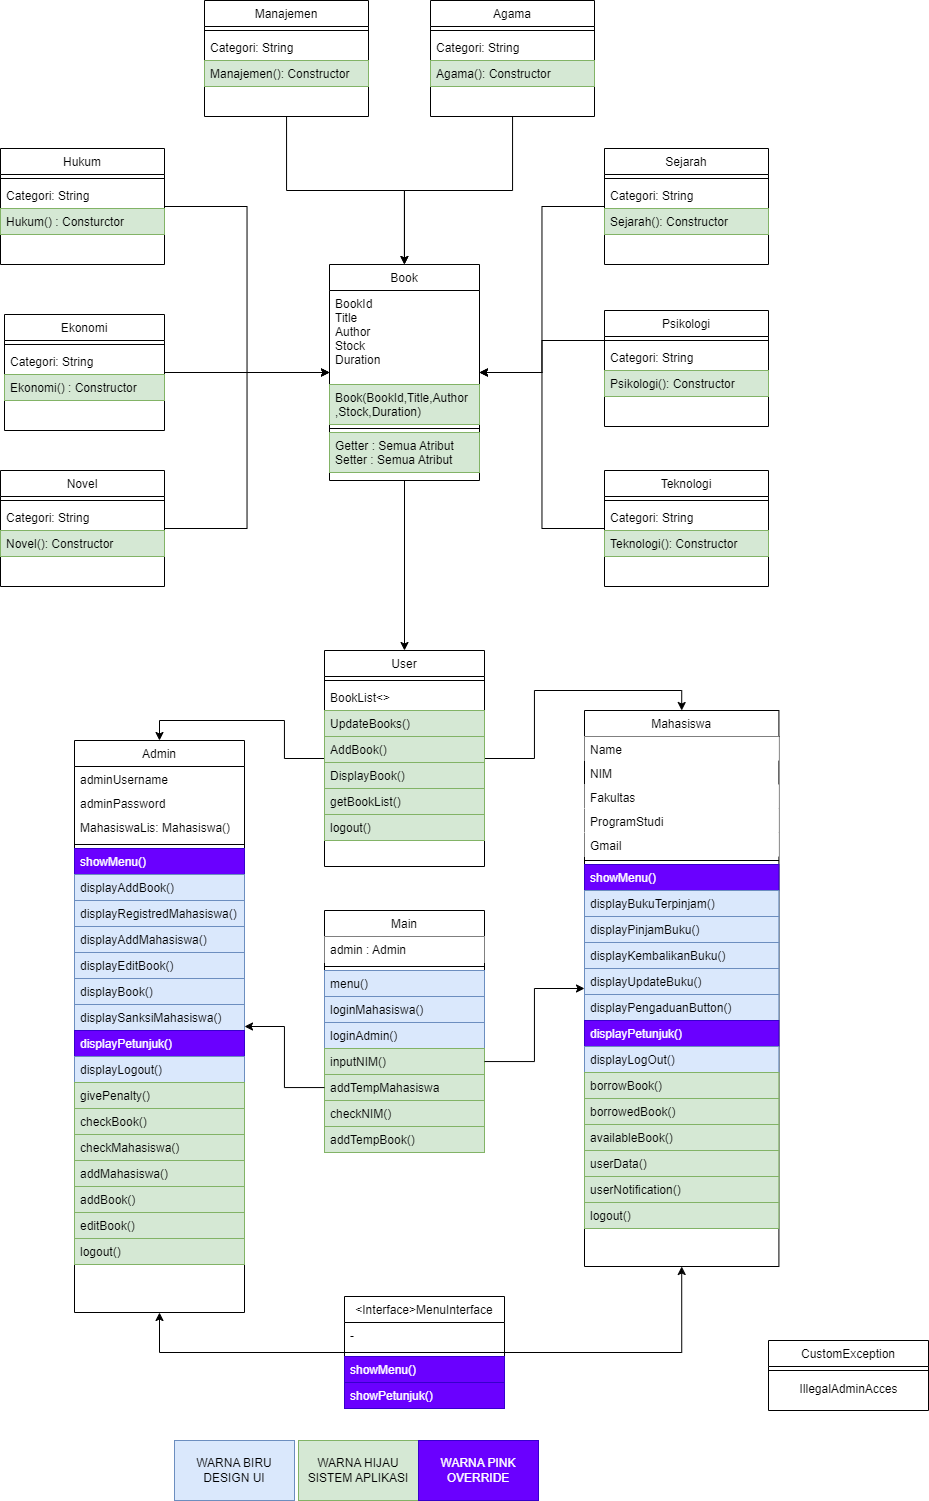 Manajemen
Categori: String
Manajemen(): Constructor
Agama
Categori: String
Agama(): Constructor
Hukum
Categori: String
Hukum() : Consturctor
Sejarah
Categori: String
Sejarah(): Constructor
Book
BookId
Title
Author
Stock
Duration
Book(BookId,Title,Author
,Stock,Duration)
Getter : Semua Atribut
Setter : Semua Atribut
Ekonomi
Categori: String
Ekonomi() : Constructor
Psikologi
Categori: String
Psikologi(): Constructor
Novel
Categori: String
Novel(): Constructor
Teknologi
Categori: String
Teknologi(): Constructor
User
BookList<>
UpdateBooks()
AddBook()
DisplayBook()
getBookList()
logout()
Admin
adminUsername
adminPassword
MahasiswaLis: Mahasiswa()
showMenu()
displayAddBook()
displayRegistredMahasiswa()
displayAddMahasiswa()
displayEditBook()
displayBook()
displaySanksiMahasiswa()
displayPetunjuk()
displayLogout()
givePenalty()
checkBook()
checkMahasiswa()
addMahasiswa()
addBook()
editBook()
logout()
Main
admin : Admin
menu()
loginMahasiswa()
loginAdmin()
inputNIM()
addTempMahasiswa
checkNIM()
addTempBook()
Mahasiswa
Name
NIM
Fakultas
ProgramStudi
Gmail
showMenu()
displayBukuTerpinjam()
displayPinjamBuku()
displayKembalikanBuku()
displayUpdateBuku()
displayPengaduanButton()
displayPetunjuk()
displayLogOut()
borrowBook()
borrowedBook()
availableBook()
userData()
userNotification()
logout()
<Interface>MenuInterface
-
showMenu()
showPetunjuk()
CustomException
IllegalAdminAcces
WARNA BIRU
DESIGN UI
WARNA HIJAU
SISTEM APLIKASI
WARNA PINK
OVERRIDE